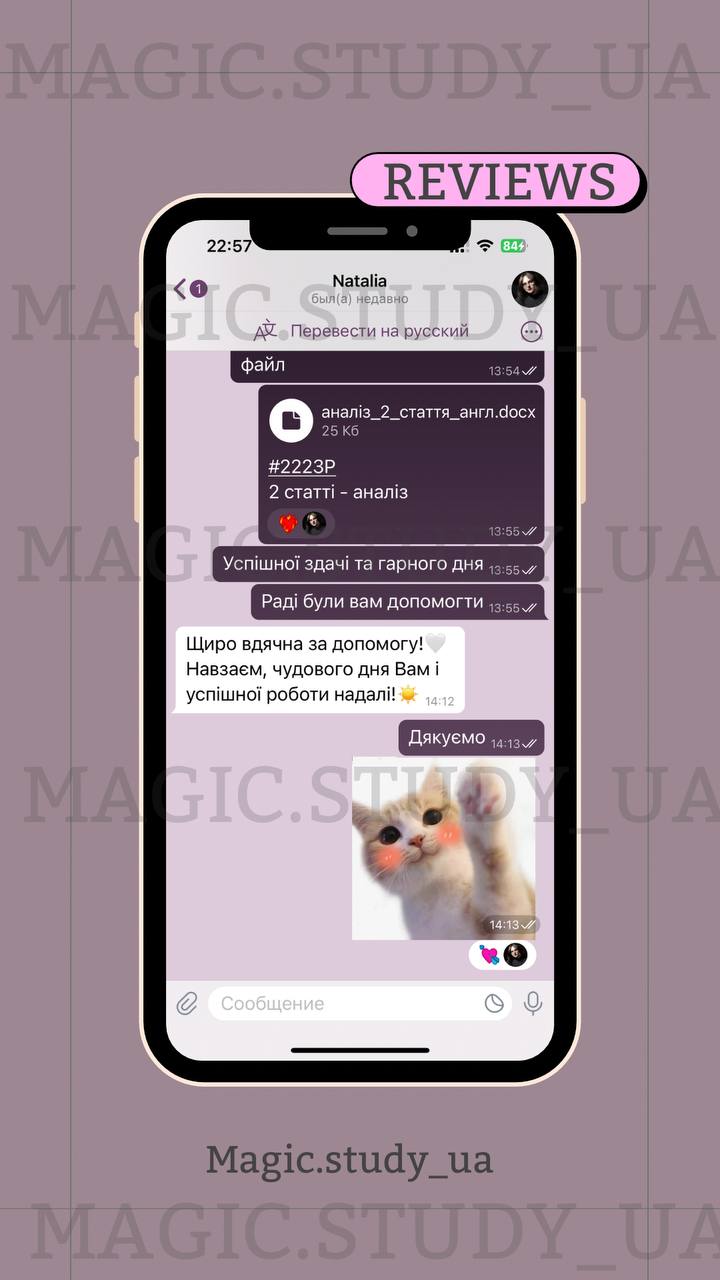 MAGIC.STUDY_UA
REVIEWS
22:57
84
1
Natalia
был(а) недавно
MAGIC.STUDY_UA
Перевести на русский
файл
13:54
аналіз_2_стаття_англ.docx
25 Кб
#2223Р
2 статті - аналіз
13:55
MAGIC.STUDY_UA
Успішної здачі та гарного дня 13:55
Раді були вам допомогти 13:55
Щиро вдячна за допомогу!🤍
Навзаєм, чудового дня Вам і
успішної роботи надалі!☀️ 14:12
Дякуємо 14:13
MAGIC.STUDY_UA
14:13
Сообщение
Magic.study_ua
MAGIC.STUDY_UA